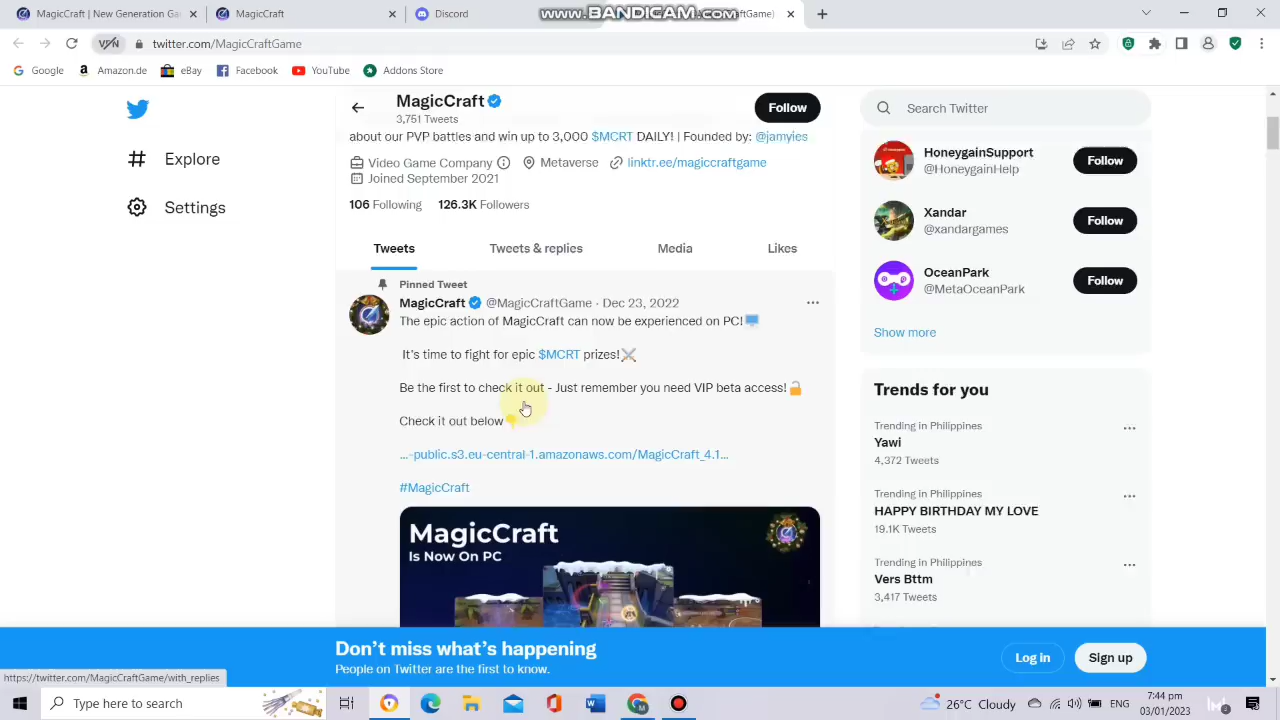 MagicCraft | New Generation Ga
MagicCraft
Discord
www.BANDICAM.com
ftGame)
VPN
twitter.com/MagicCraftGame
Google
Amazon.de
eBay
Facebook
YouTube
Addons Store
MagicCraft
3,751 Tweets
Follow
Search Twitter
about our PVP battles and win up to 3,000 $MCRT DAILY! | Founded by: @jamyies
Video Game Company
Metaverse
linktr.ee/magiccraftgame
Joined September 2021
106 Following 126.3K Followers
Explore
Settings
Tweets
Tweets & replies
Media
Likes
Pinned Tweet
MagicCraft @MagicCraftGame · Dec 23, 2022
The epic action of MagicCraft can now be experienced on PC!
It's time to fight for epic $MCRT prizes!
Be the first to check it out - Just remember you need VIP beta access!
Check it out below
...-public.s3.eu-central-1.amazonaws.com/MagicCraft_4.1...
#MagicCraft
MagicCraft
Is Now On PC
HoneygainSupport
@HoneygainHelp
Follow
Xandar
@xandargames
Follow
OceanPark
@MetaOceanPark
Follow
Show more
Trends for you
Trending in Philippines
Yawi
4,372 Tweets
Trending in Philippines
HAPPY BIRTHDAY MY LOVE
19.1K Tweets
Trending in Philippines
Vers Bttm
3,417 Tweets
Don't miss what's happening
People on Twitter are the first to know.
Log in
Sign up
https://twitter.com/MagicCraftGame/with_replies
Type here to search
26°C Cloudy
ENG
7:44 pm
03/01/2023